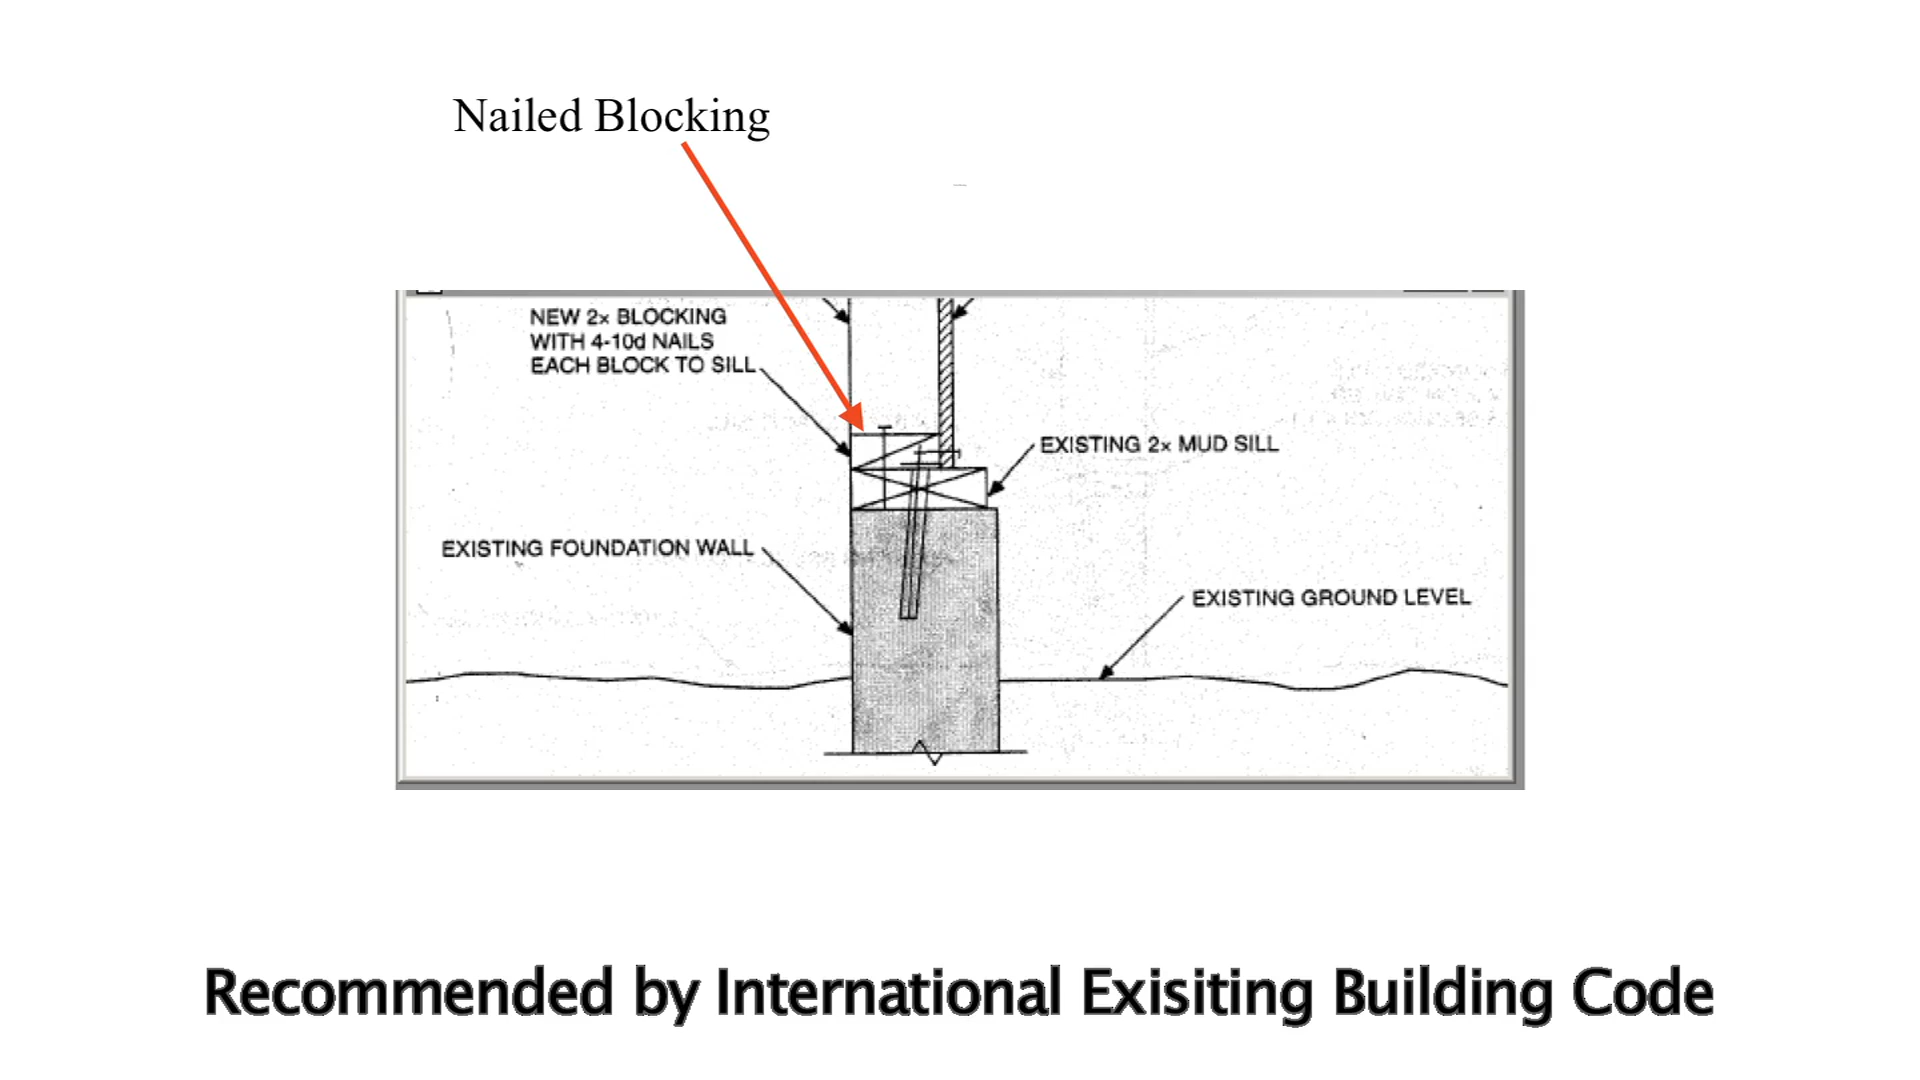 Nailed Blocking
NEW 2x BLOCKING
WITH 4-10d NAILS
EACH BLOCK TO SILL
EXISTING 2x MUD SILL
EXISTING FOUNDATION WALL
EXISTING GROUND LEVEL
Recommended by International Exisiting Building Code